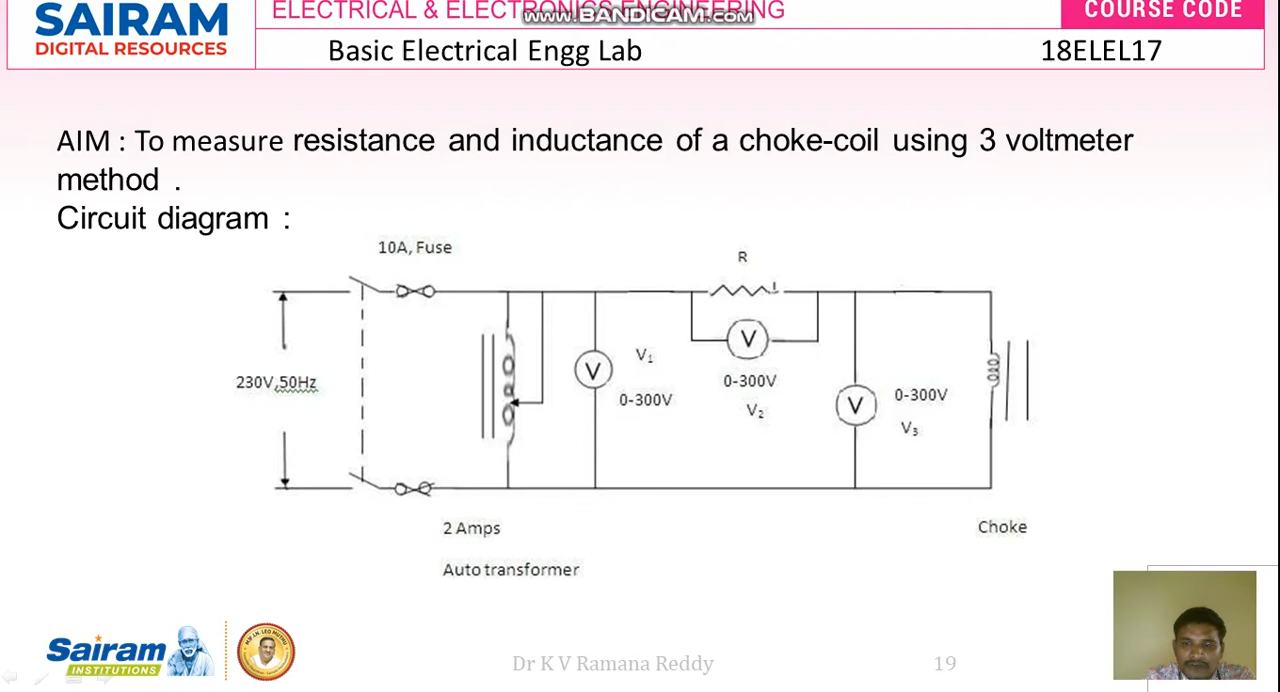 SAIRAM
DIGITAL RESOURCES
ELECTRICAL & ELECTRONICS ENGINEERING
www.BANDICAM.com
COURSE CODE
Basic Electrical Engg Lab
18ELEL17
AIM : To measure resistance and inductance of a choke-coil using 3 voltmeter
method .
Circuit diagram :
10A, Fuse
R
V
V₁
0-300V
V
0-300V
V₂
230V,50Hz
V
0-300V
V₃
2 Amps
Auto transformer
Choke
Sairam
INSTITUTIONS
Dr K V Ramana Reddy
19